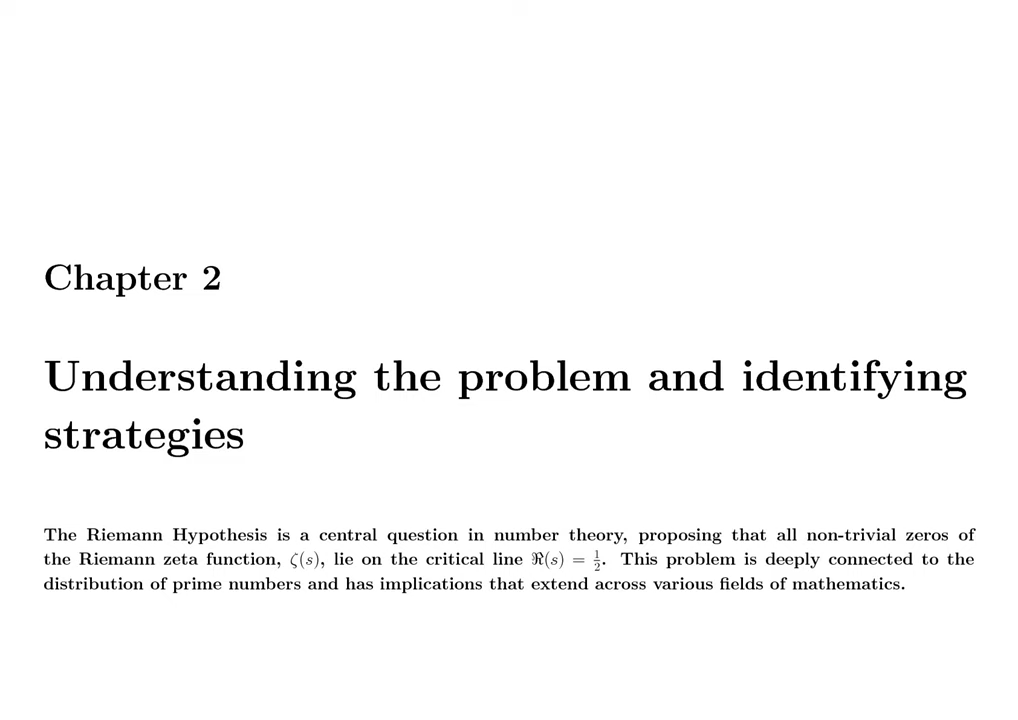 Chapter 2
Understanding the problem and identifying
strategies
The Riemann Hypothesis is a central question in number theory, proposing that all non-trivial zeros of
the Riemann zeta function, ζ(s), lie on the critical line ℜ(s) = 1/2. This problem is deeply connected to the
distribution of prime numbers and has implications that extend across various fields of mathematics.